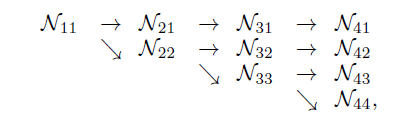 𝒩₁₁ → 𝒩₂₁ → 𝒩₃₁ → 𝒩₄₁
↘ 𝒩₂₂ → 𝒩₃₂ → 𝒩₄₂
↘ 𝒩₃₃ → 𝒩₄₃
↘ 𝒩₄₄,